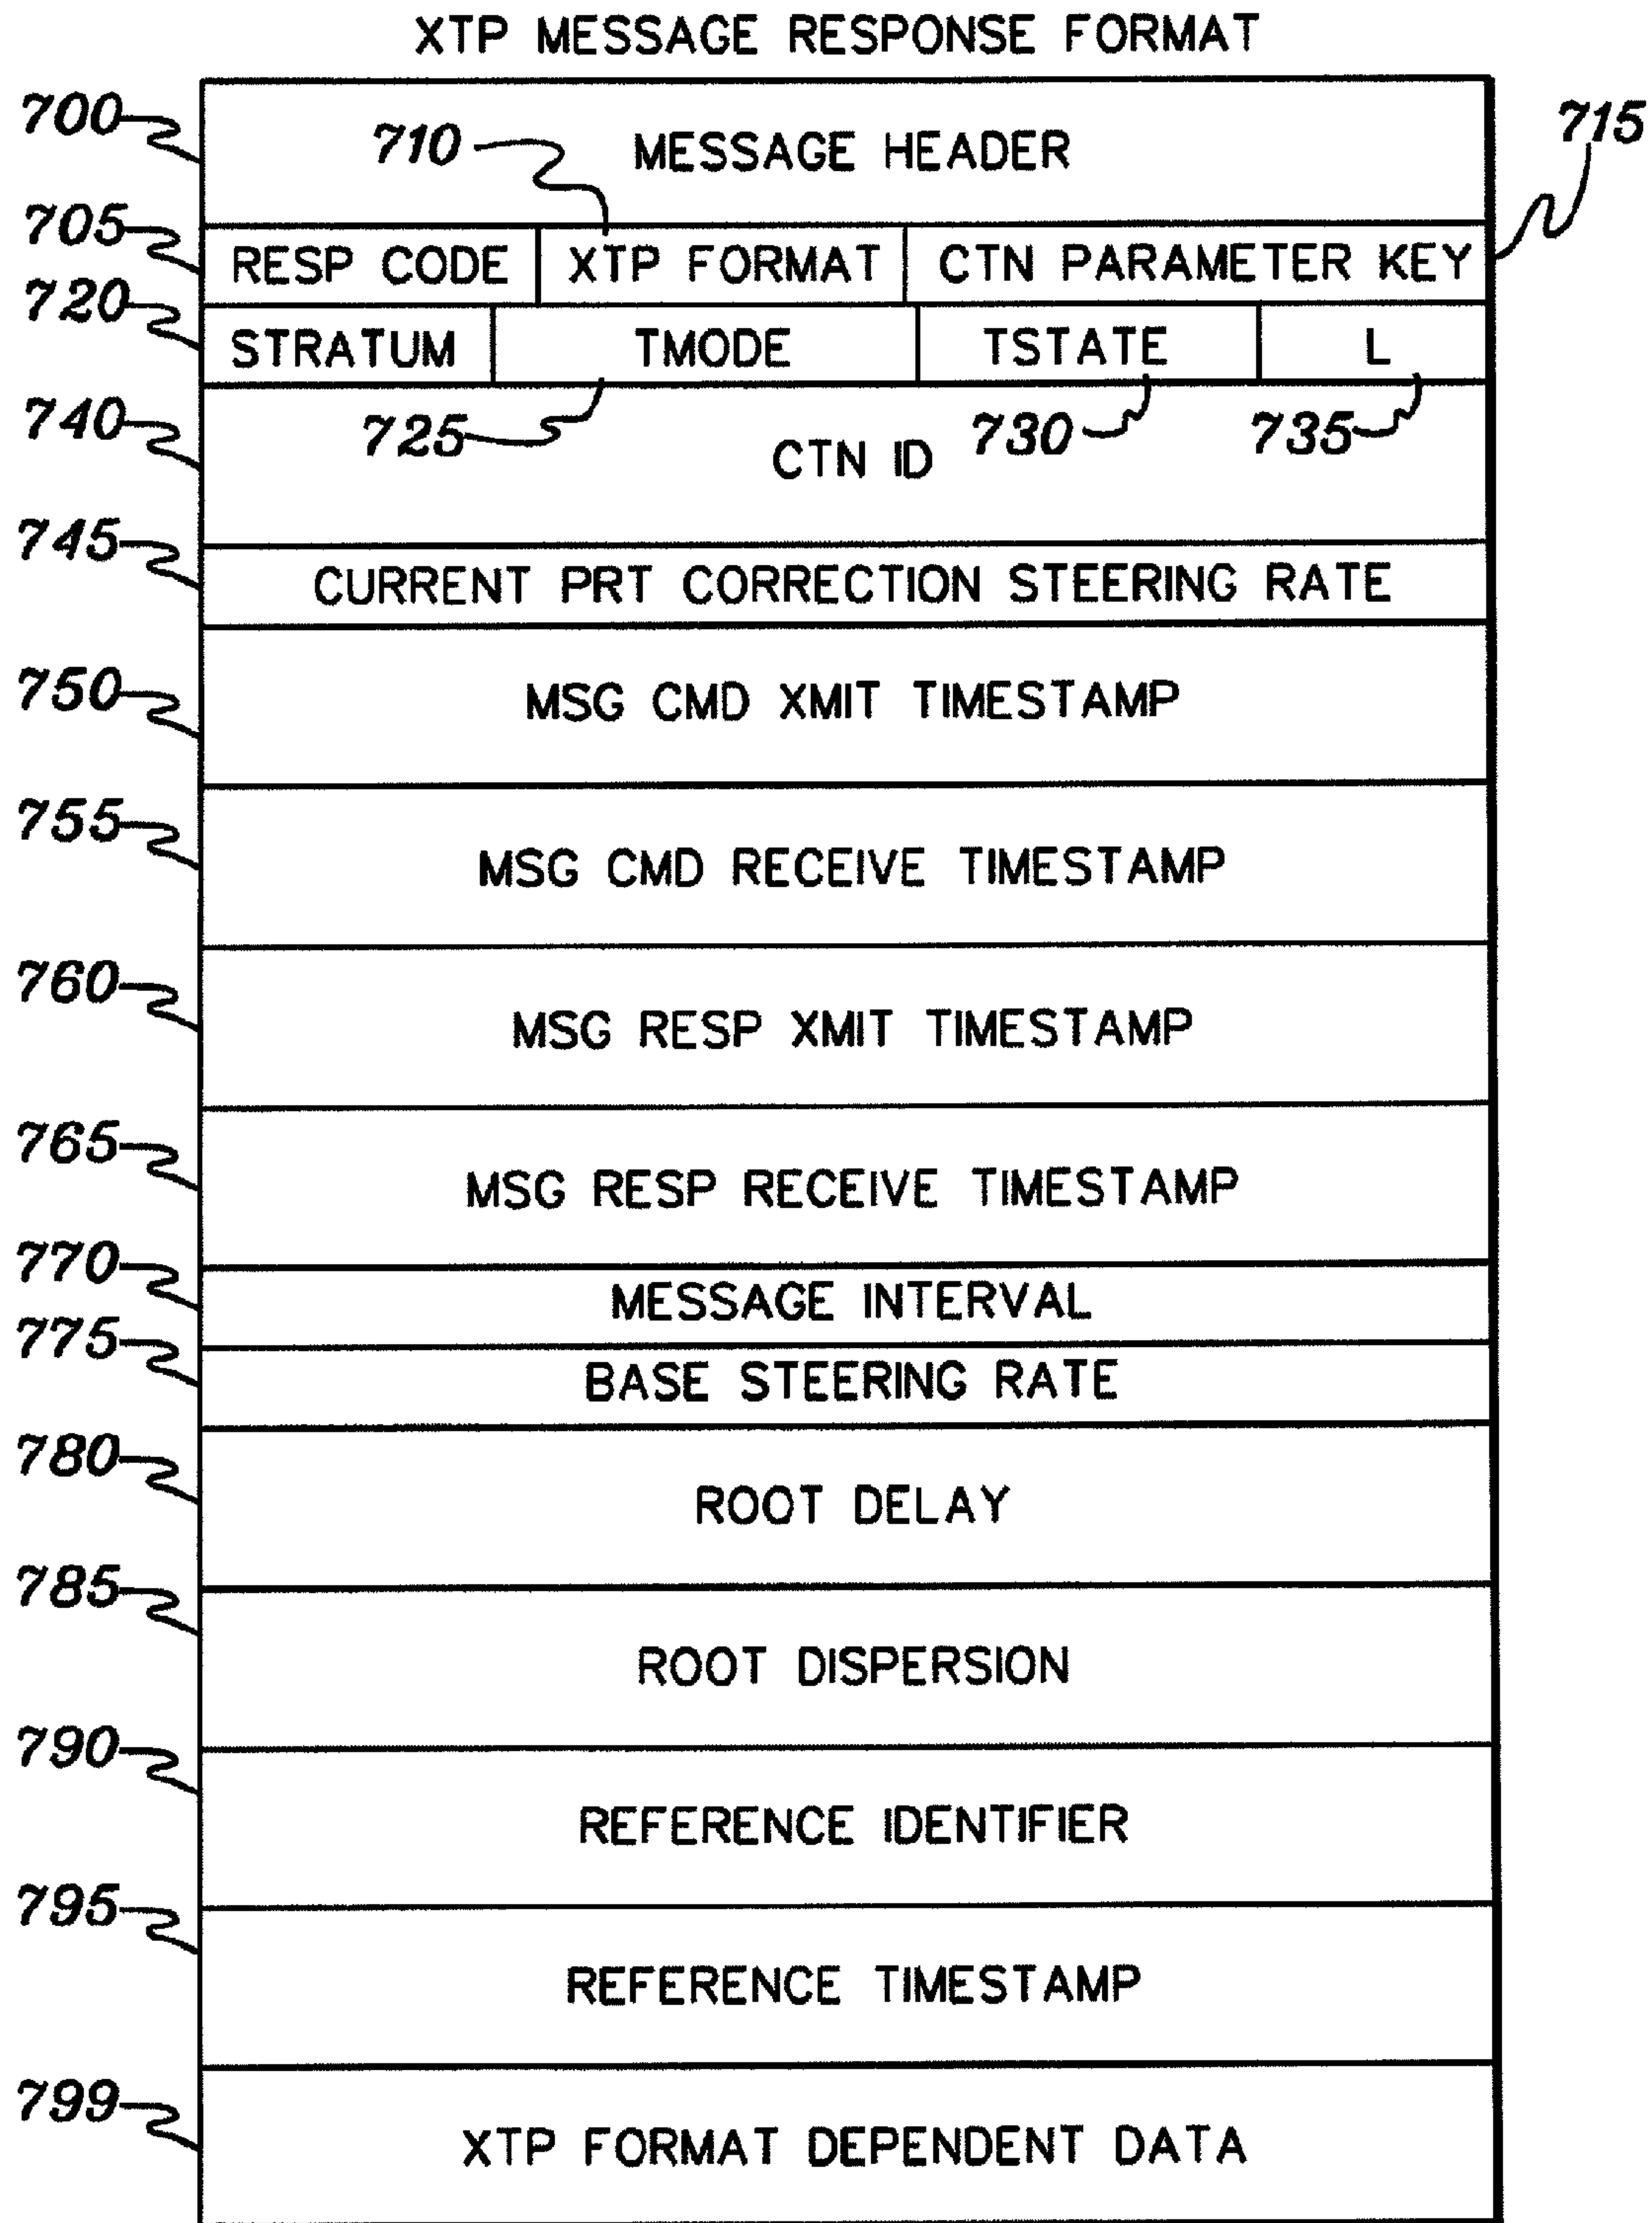 XTP MESSAGE RESPONSE FORMAT
700
710
MESSAGE HEADER
715
705
RESP CODE XTP FORMAT CTN PARAMETER KEY
720
STRATUM TMODE TSTATE L
740
725 730 735
CTN ID
745
CURRENT PRT CORRECTION STEERING RATE
750
MSG CMD XMIT TIMESTAMP
755
MSG CMD RECEIVE TIMESTAMP
760
MSG RESP XMIT TIMESTAMP
765
MSG RESP RECEIVE TIMESTAMP
770
MESSAGE INTERVAL
775
BASE STEERING RATE
780
ROOT DELAY
785
ROOT DISPERSION
790
REFERENCE IDENTIFIER
795
REFERENCE TIMESTAMP
799
XTP FORMAT DEPENDENT DATA